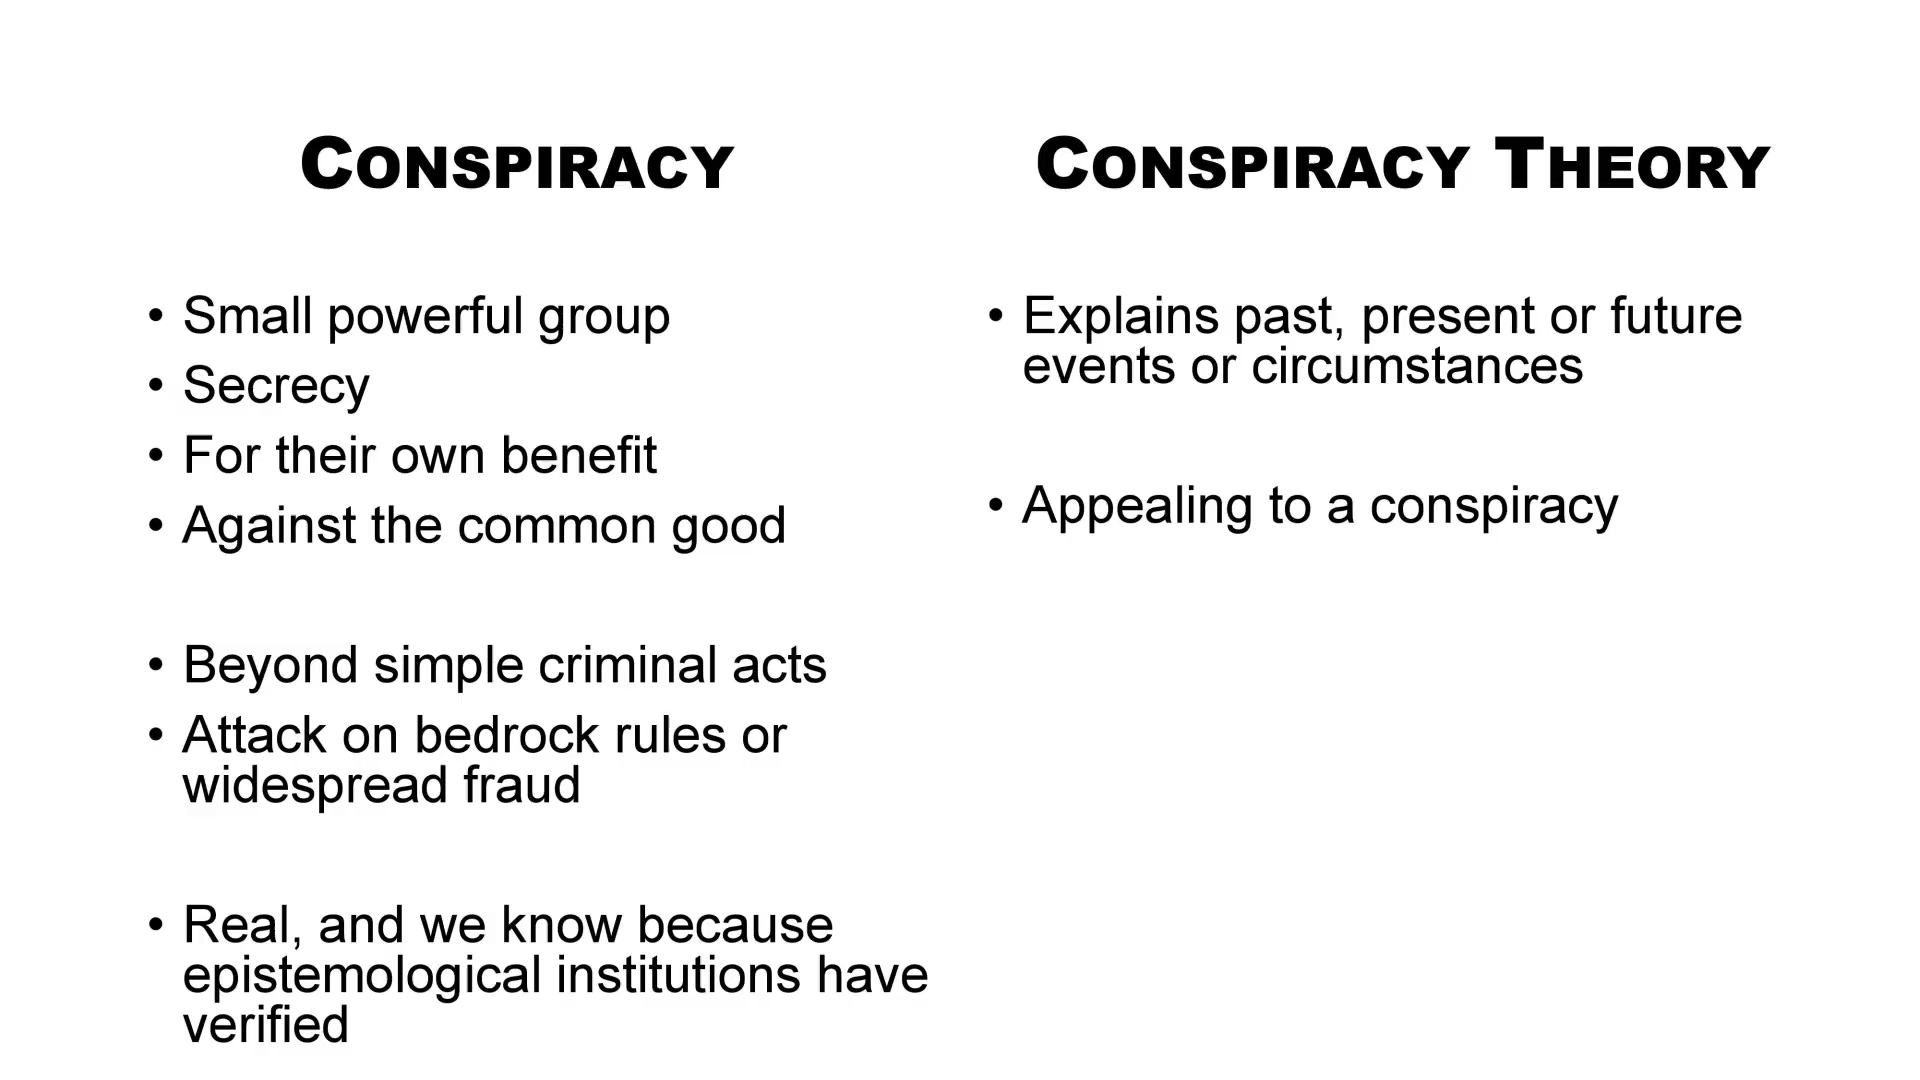 CONSPIRACY
• Small powerful group
• Secrecy
• For their own benefit
• Against the common good
• Beyond simple criminal acts
• Attack on bedrock rules or
widespread fraud
• Real, and we know because
epistemological institutions have
verified
CONSPIRACY THEORY
• Explains past, present or future
events or circumstances
• Appealing to a conspiracy